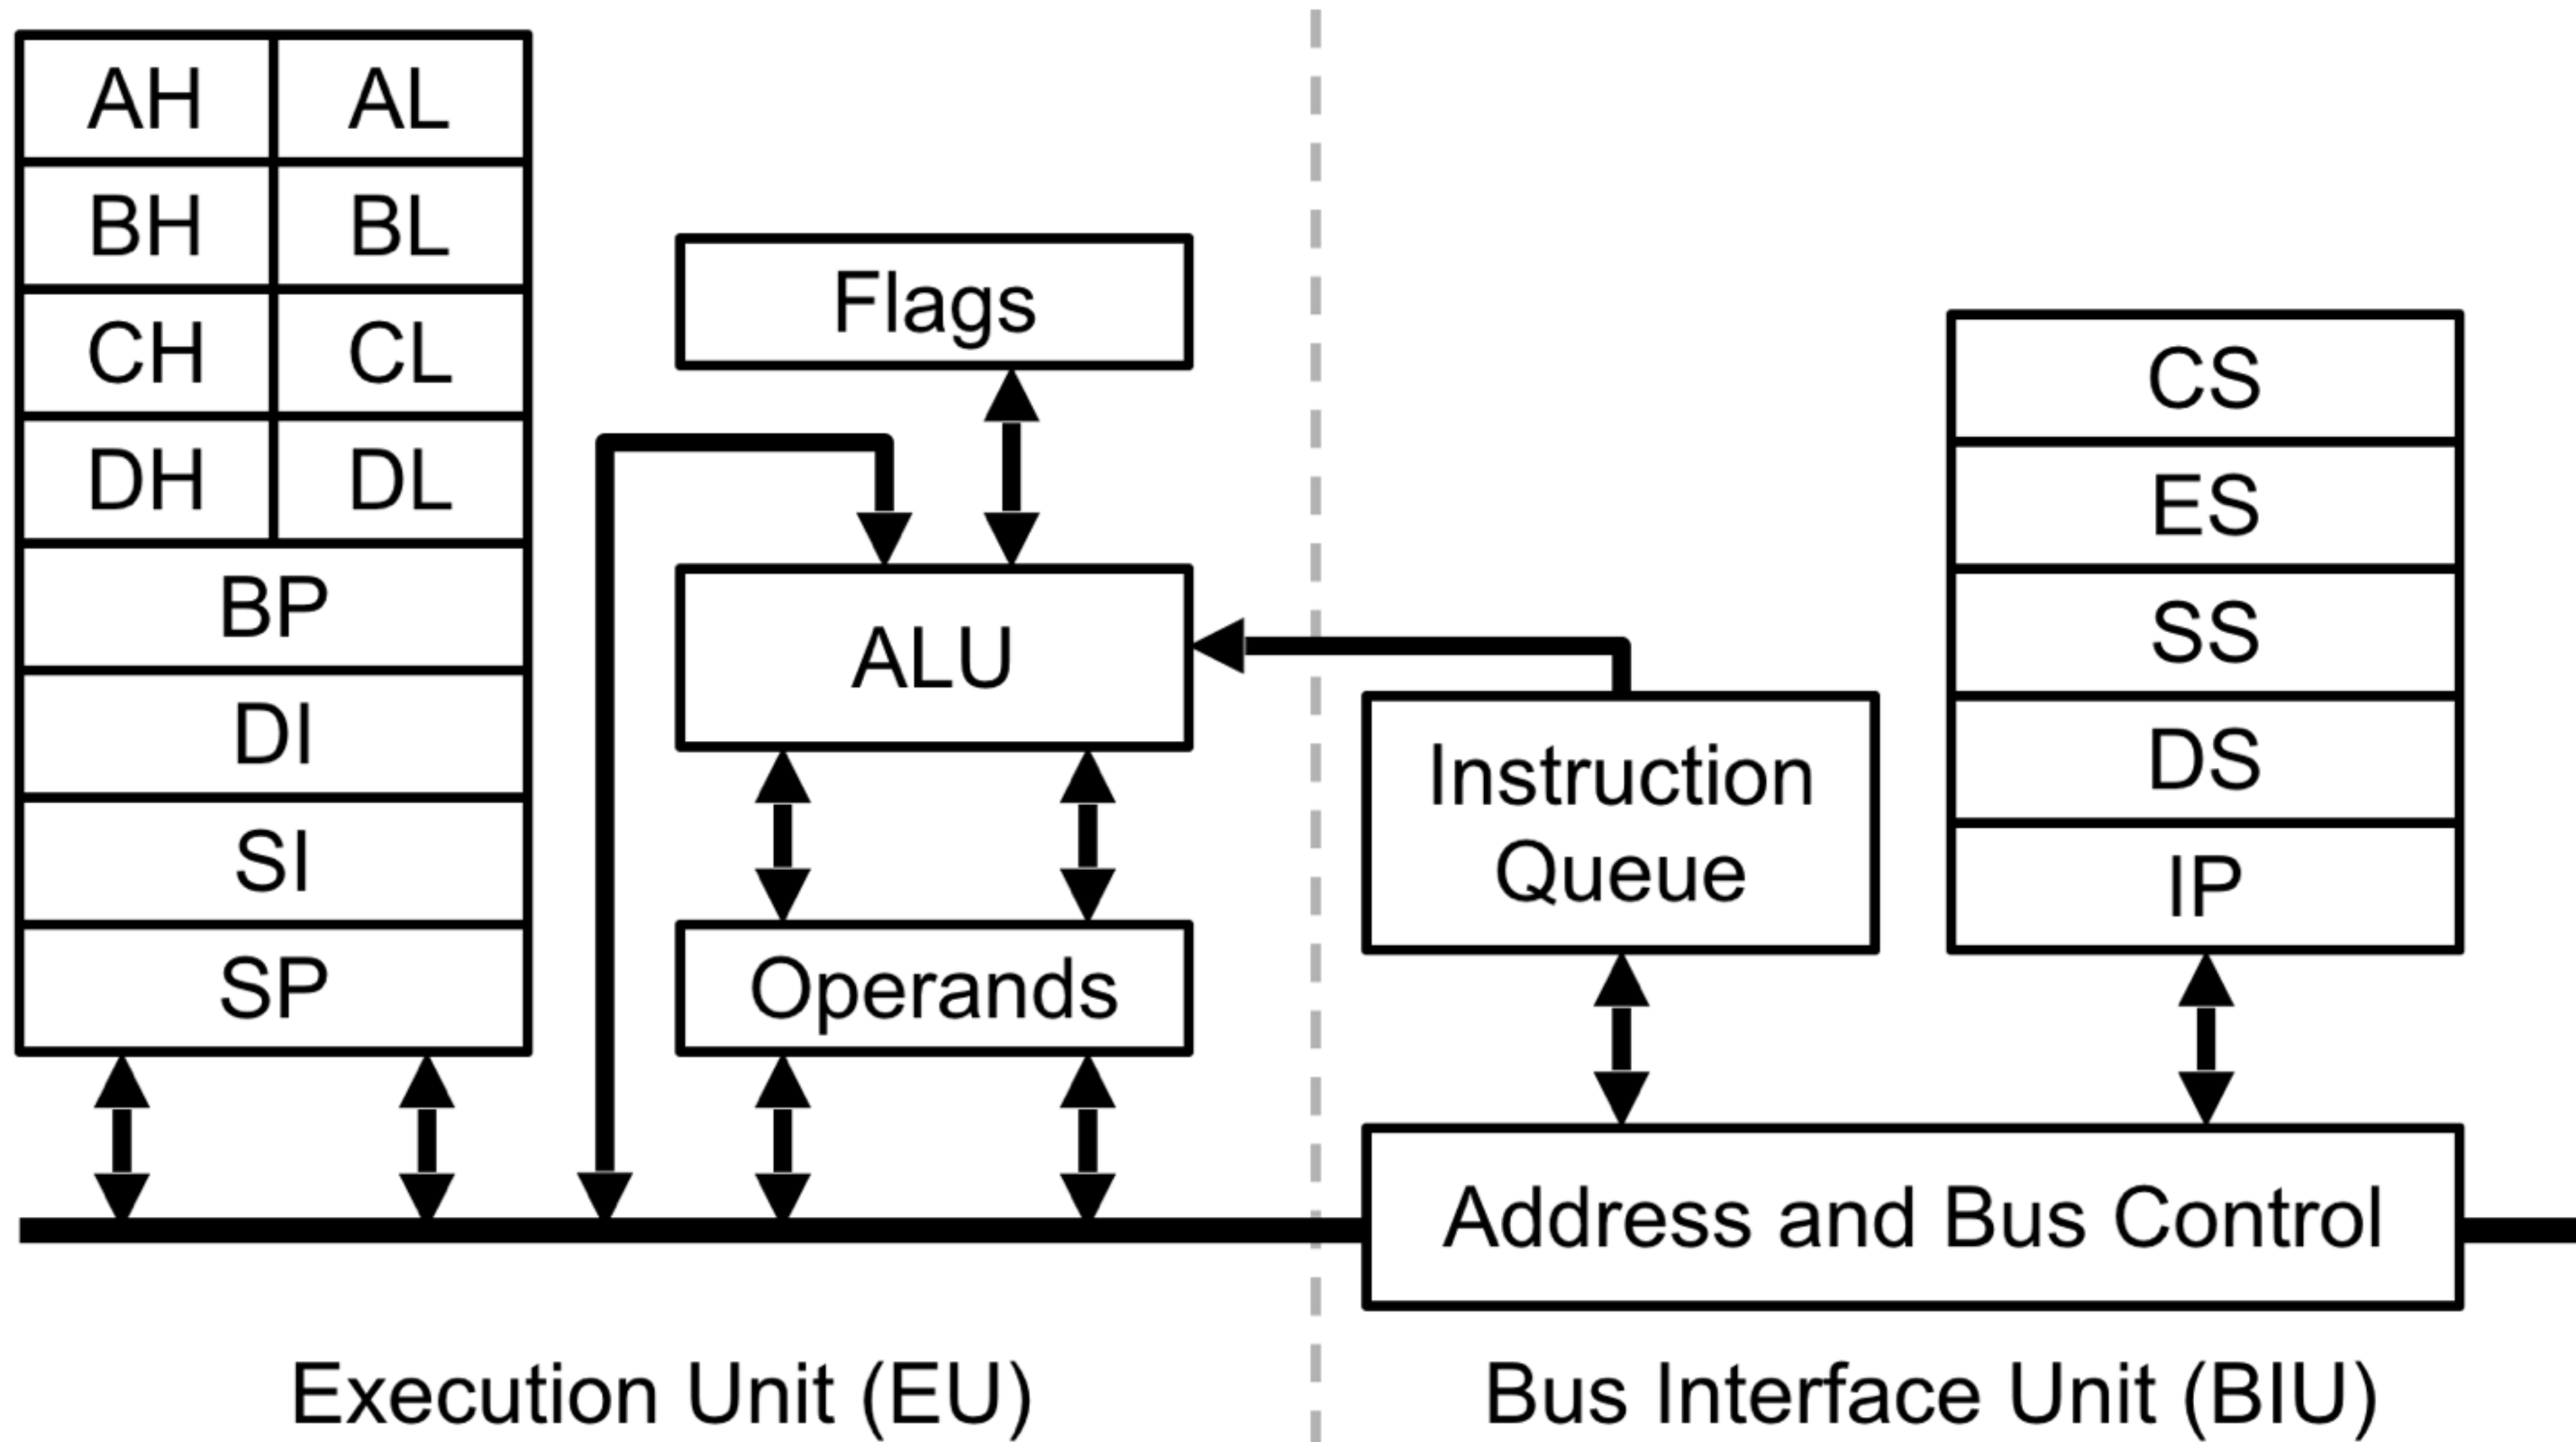 AH AL
BH BL
CH CL
DH DL
BP
DI
SI
SP
Flags
ALU
Operands
Instruction
Queue
CS
ES
SS
DS
IP
Address and Bus Control
Execution Unit (EU)
Bus Interface Unit (BIU)